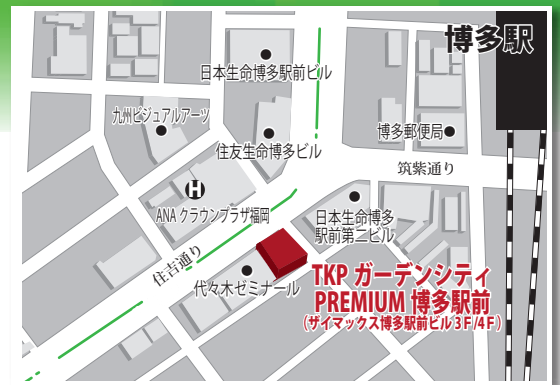 博多駅
日本生命博多駅前ビル
九州ビジュアルアーツ
博多郵便局
住友生命博多ビル
筑紫通り
H
ANA クラウンプラザ福岡
日本生命博多
駅前第二ビル
住吉通り
代々木ゼミナール
TKP ガーデンシティ
PREMIUM 博多駅前
(ザイマックス博多駅前ビル 3F/4F)